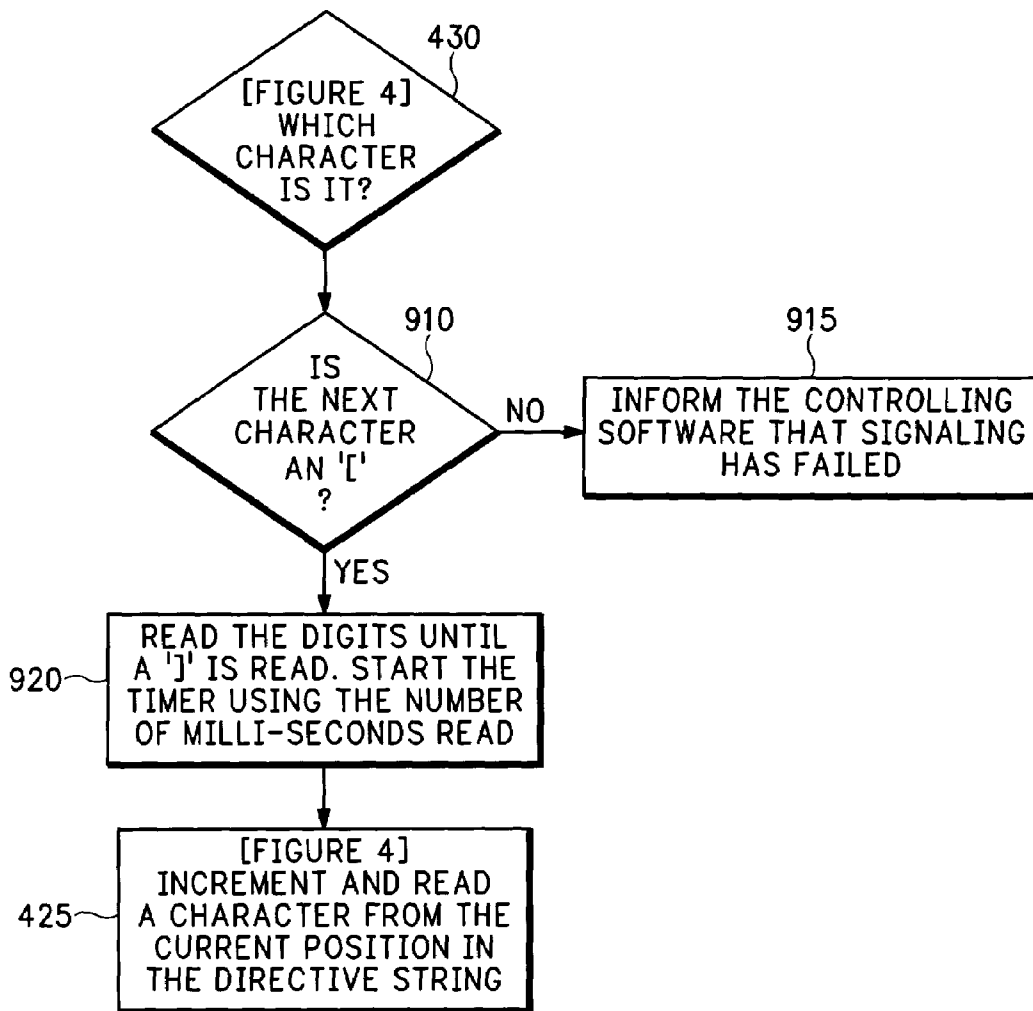 430
[FIGURE 4]
WHICH
CHARACTER
IS IT?
910
IS
THE NEXT
CHARACTER
AN '['
?
NO
915
INFORM THE CONTROLLING
SOFTWARE THAT SIGNALING
HAS FAILED
YES
920
READ THE DIGITS UNTIL
A ']' IS READ. START THE
TIMER USING THE NUMBER
OF MILLI-SECONDS READ
425
[FIGURE 4]
INCREMENT AND READ
A CHARACTER FROM THE
CURRENT POSITION IN
THE DIRECTIVE STRING